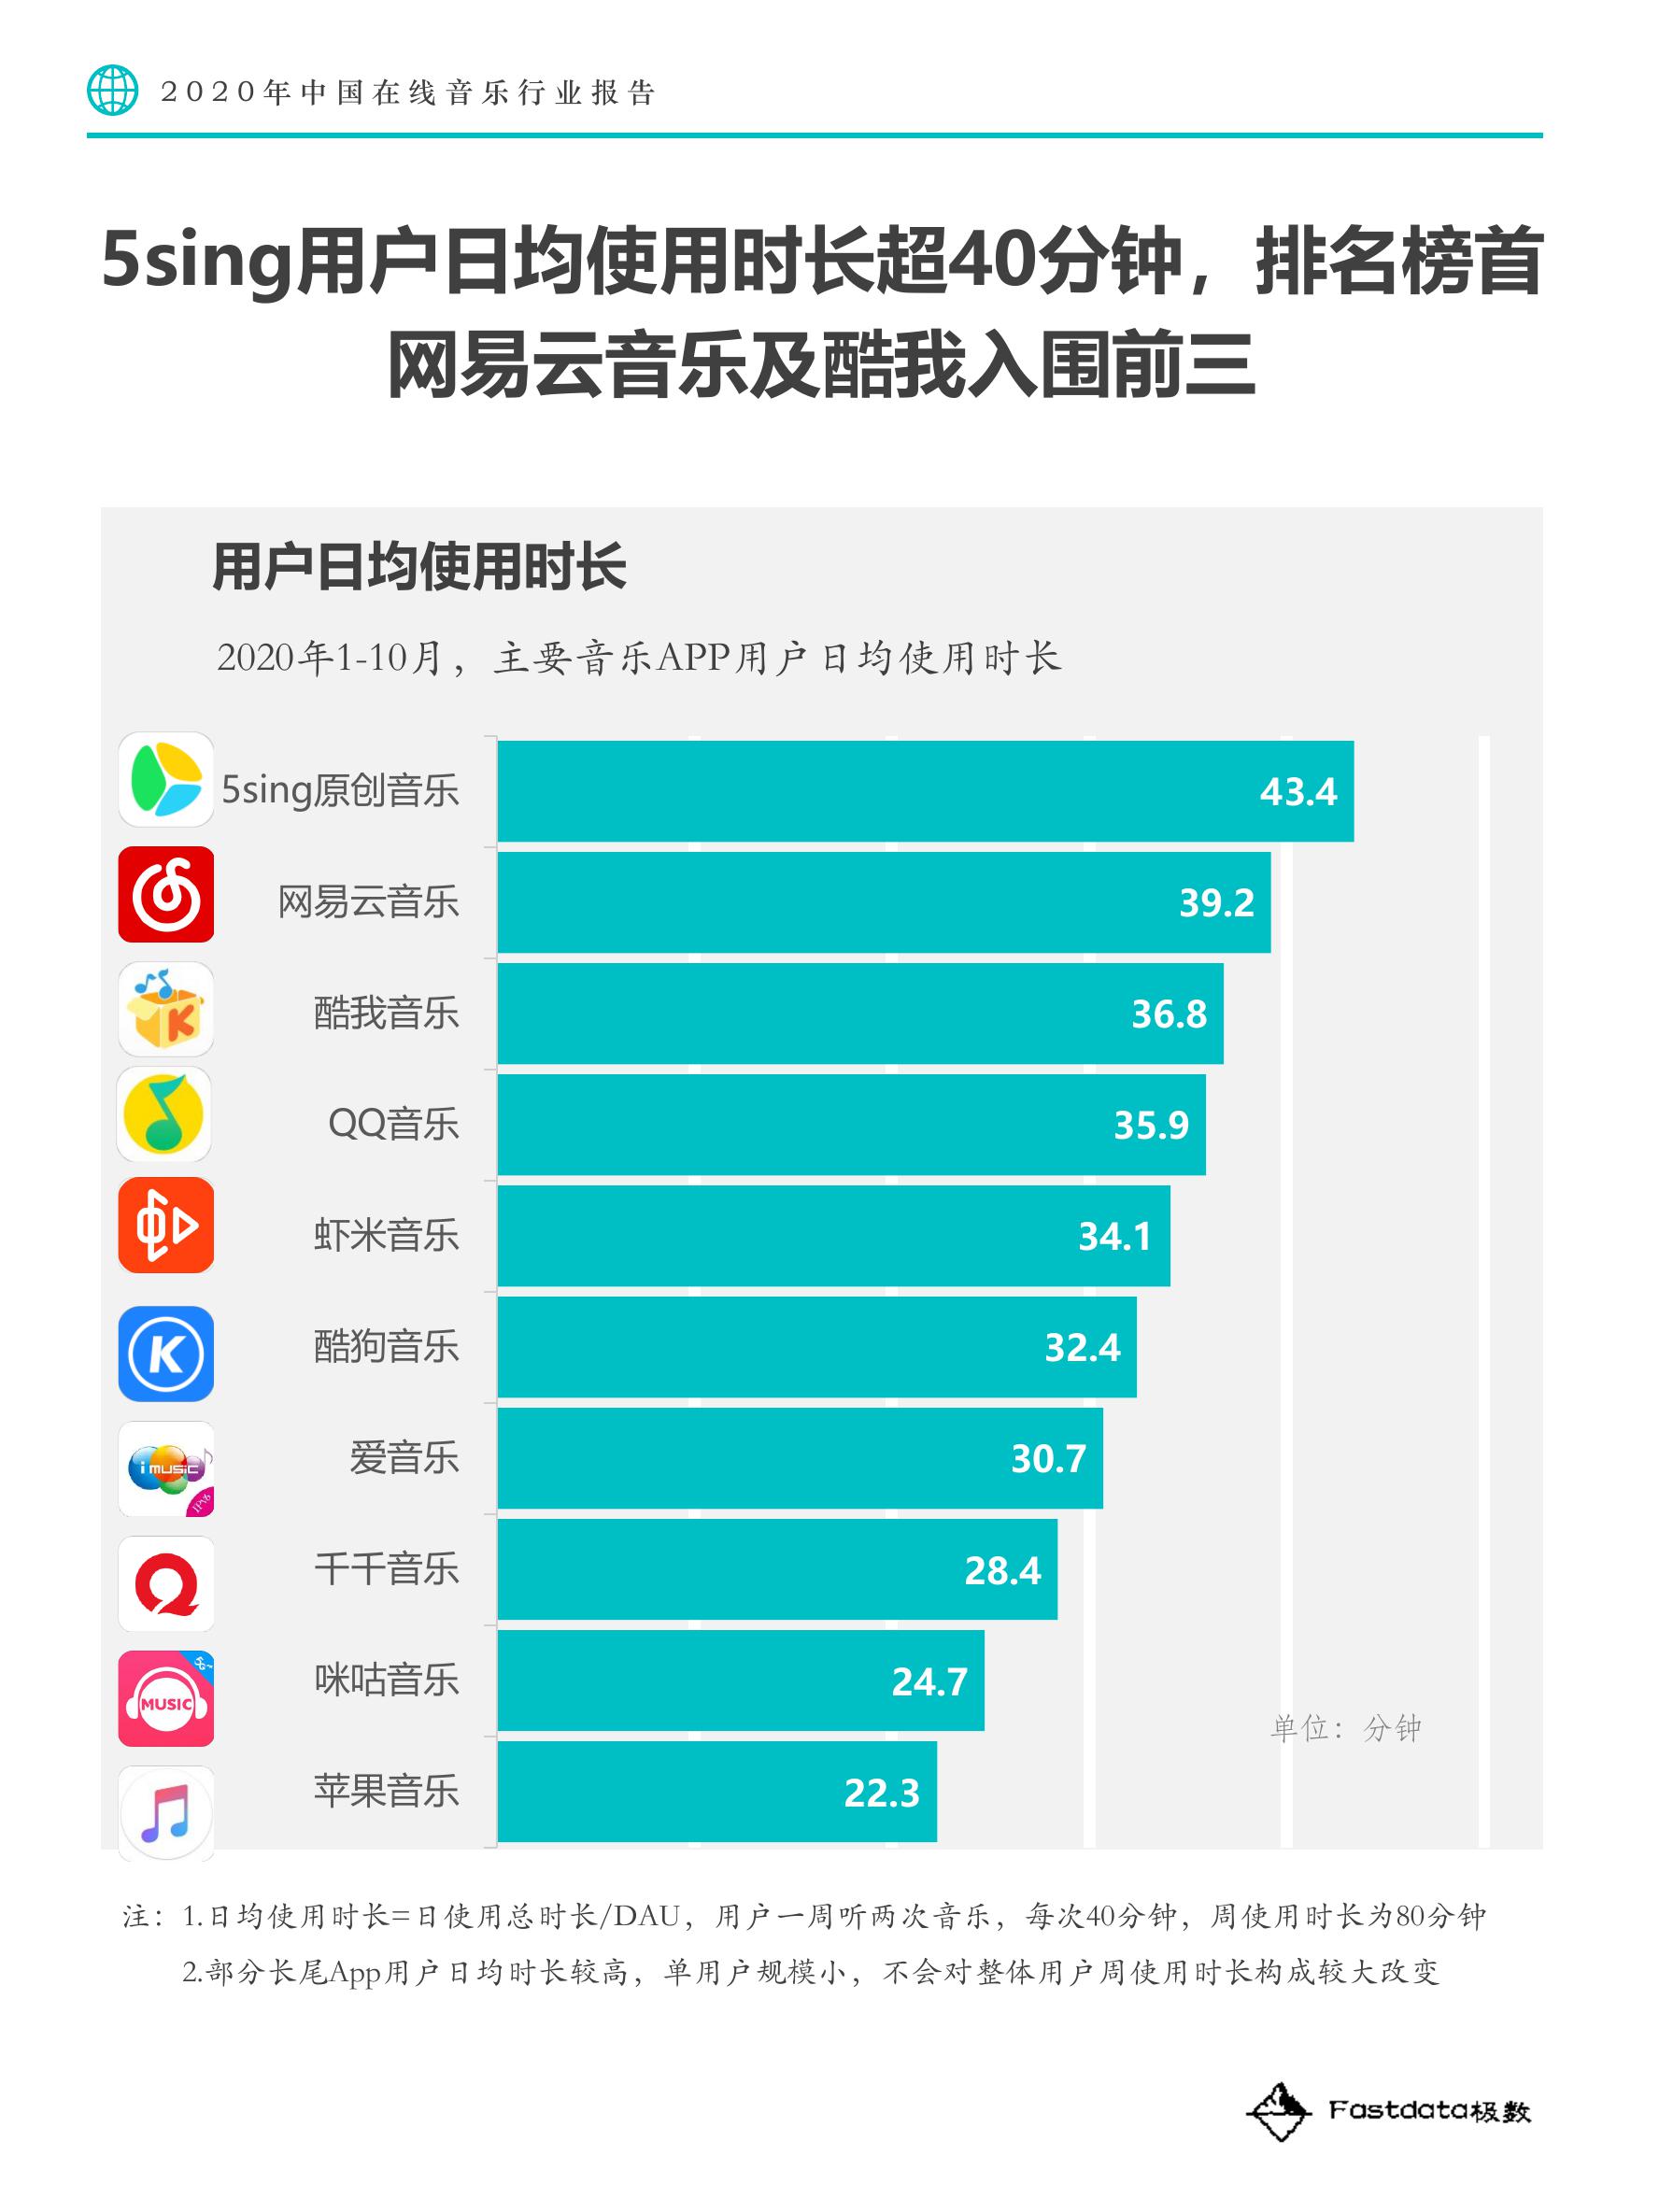 2020年中国在线音乐行业报告
5sing用户日均使用时长超40分钟，排名榜首
网易云音乐及酷我入围前三
用户日均使用时长
2020年1-10月，主要音乐APP用户日均使用时长
5sing原创音乐 43.4
网易云音乐 39.2
酷我音乐 36.8
QQ音乐 35.9
虾米音乐 34.1
酷狗音乐 32.4
imusic
爱音乐 30.7
千千音乐 28.4
MUSIC
咪咕音乐 24.7
单位：分钟
苹果音乐 22.3
注：1.日均使用时长=日使用总时长/DAU，用户一周听两次音乐，每次40分钟，周使用时长为80分钟
2.部分长尾App用户日均时长较高，单用户规模小，不会对整体用户周使用时长构成较大改变
Fastdata极数